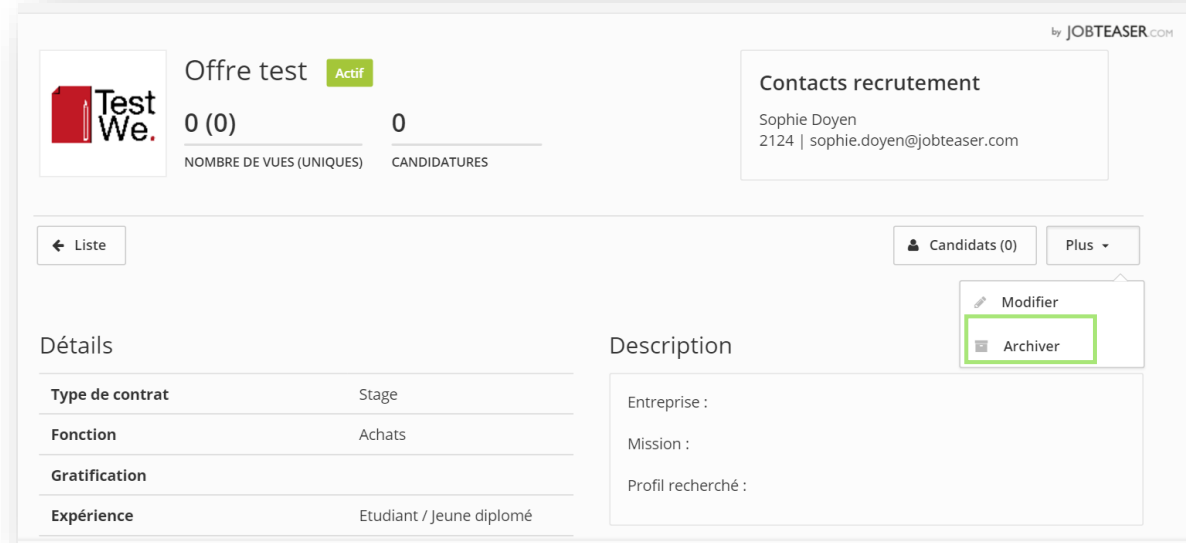 by JOBTEASER.COM
Test
We.
Offre test Actif
0 (0) 0
NOMBRE DE VUES (UNIQUES) CANDIDATURES
Contacts recrutement
Sophie Doyen
2124 | sophie.doyen@jobteaser.com
Liste
Candidats (0) Plus
Modifier
Archiver
Détails
Type de contrat Stage
Fonction Achats
Gratification
Expérience Etudiant / Jeune diplômé
Description
Entreprise :
Mission :
Profil recherché :